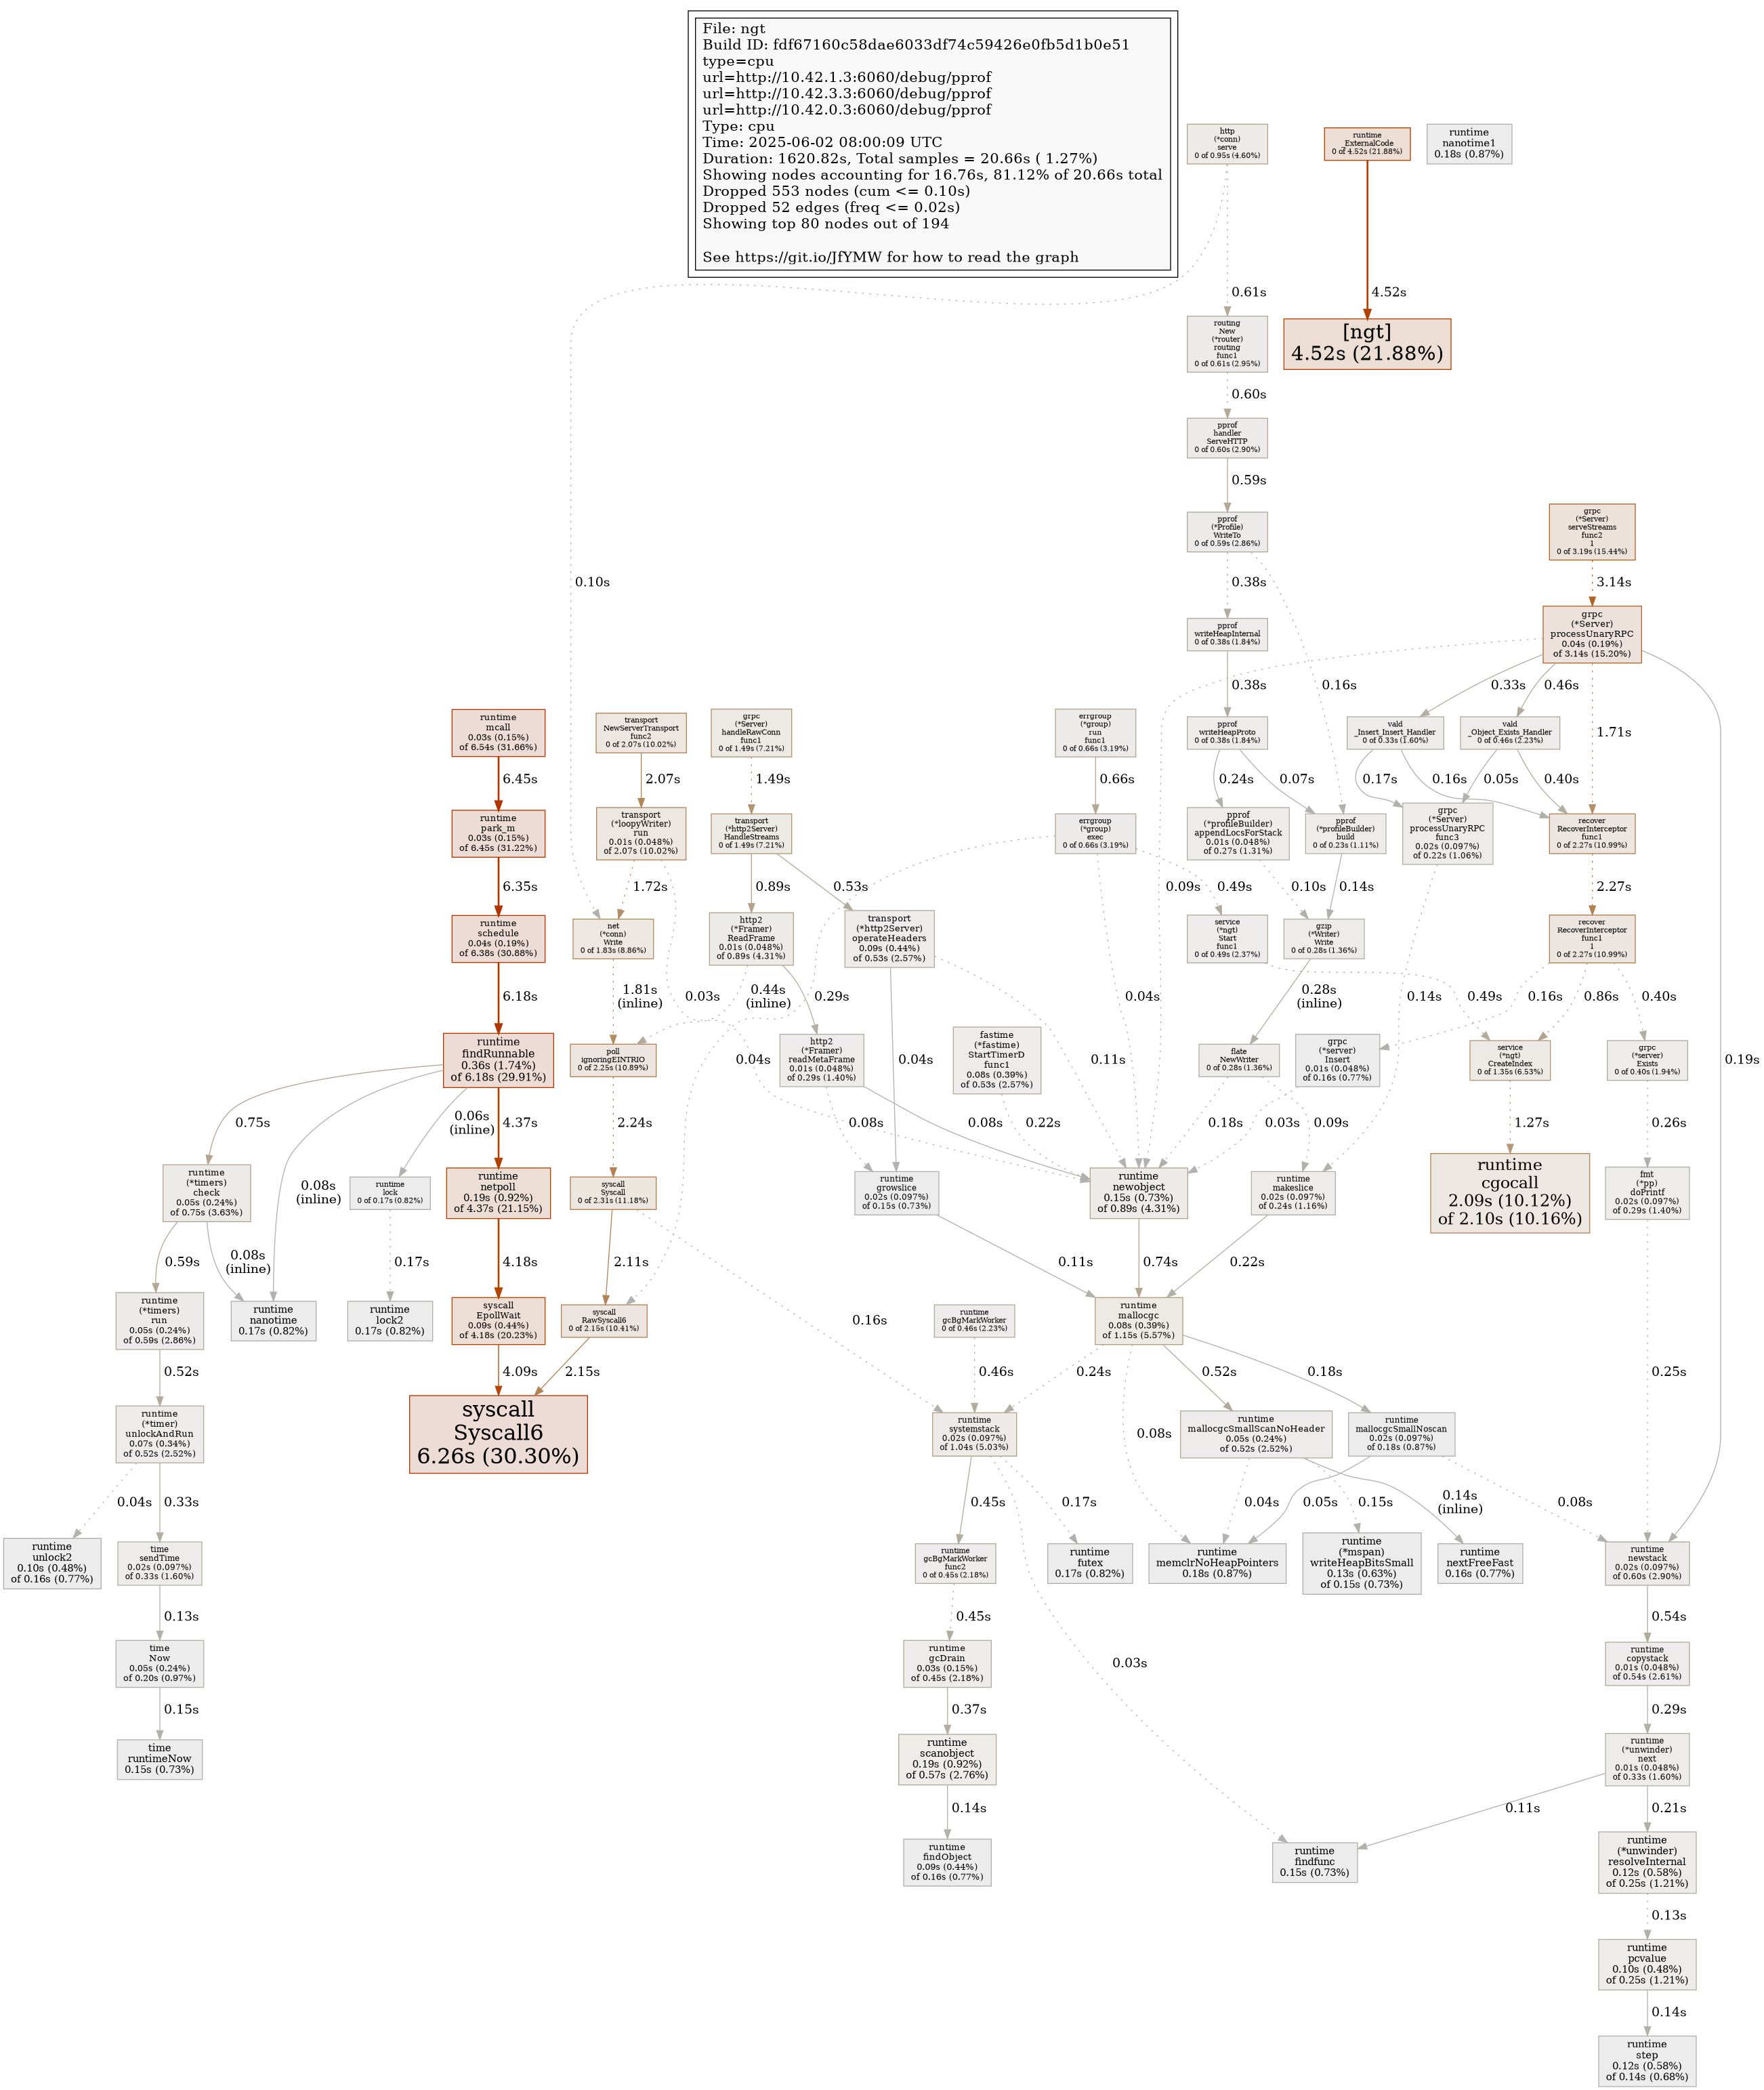 File: ngt
Build ID: fdf67160c58dae6033df74c59426e0fb5d1b0e51
type=cpu
url=http://10.42.1.3:6060/debug/pprof
url=http://10.42.3.3:6060/debug/pprof
url=http://10.42.0.3:6060/debug/pprof
Type: cpu
Time: 2025-06-02 08:00:09 UTC
Duration: 1620.82s, Total samples = 20.66s ( 1.27%)
Showing nodes accounting for 16.76s, 81.12% of 20.66s total
Dropped 553 nodes (cum <= 0.10s)
Dropped 52 edges (freq <= 0.02s)
Showing top 80 nodes out of 194
See https://git.io/JfYMW for how to read the graph
http
(*conn)
serve
0 of 0.95s (4.60%)
runtime
_ExternalCode
0 of 4.52s (21.88%)
runtime
nanotime1
0.18s (0.87%)
0.61s
4.52s
routing
New
(*router)
routing
func1
0 of 0.61s (2.95%)
[ngt]
4.52s (21.88%)
0.60s
pprof
handler
ServeHTTP
0 of 0.60s (2.90%)
0.59s
pprof
(*Profile)
WriteTo
0 of 0.59s (2.86%)
grpc
(*Server)
serveStreams
func2
1
0 of 3.19s (15.44%)
0.10s
0.38s
3.14s
pprof
writeHeapInternal
0 of 0.38s (1.84%)
grpc
(*Server)
processUnaryRPC
0.04s (0.19%)
of 3.14s (15.20%)
0.38s
0.16s
0.33s
0.46s
runtime
mcall
0.03s (0.15%)
of 6.54s (31.66%)
transport
NewServerTransport
func2
0 of 2.07s (10.02%)
grpc
(*Server)
handleRawConn
func1
0 of 1.49s (7.21%)
errgroup
(*group)
run
func1
0 of 0.66s (3.19%)
pprof
writeHeapProto
0 of 0.38s (1.84%)
vald
_Insert_Insert_Handler
0 of 0.33s (1.60%)
vald
_Object_Exists_Handler
0 of 0.46s (2.23%)
1.71s
6.45s
2.07s
1.49s
0.66s
0.24s
0.07s
0.17s
0.16s
0.05s
0.40s
runtime
park_m
0.03s (0.15%)
of 6.45s (31.22%)
transport
(*loopyWriter)
run
0.01s (0.048%)
of 2.07s (10.02%)
transport
(*http2Server)
HandleStreams
0 of 1.49s (7.21%)
errgroup
(*group)
exec
0 of 0.66s (3.19%)
pprof
(*profileBuilder)
appendLocsForStack
0.01s (0.048%)
of 0.27s (1.31%)
pprof
(*profileBuilder)
build
0 of 0.23s (1.11%)
grpc
(*Server)
processUnaryRPC
func3
0.02s (0.097%)
of 0.22s (1.06%)
recover
RecoverInterceptor
func1
0 of 2.27s (10.99%)
6.35s
1.72s
0.89s
0.53s
0.09s
0.49s
0.10s
0.14s
2.27s
runtime
schedule
0.04s (0.19%)
of 6.38s (30.88%)
net
(*conn)
Write
0 of 1.83s (8.86%)
http2
(*Framer)
ReadFrame
0.01s (0.048%)
of 0.89s (4.31%)
transport
(*http2Server)
operateHeaders
0.09s (0.44%)
of 0.53s (2.57%)
service
(*ngt)
Start
func1
0 of 0.49s (2.37%)
gzip
(*Writer)
Write
0 of 0.28s (1.36%)
recover
RecoverInterceptor
func1
1
0 of 2.27s (10.99%)
6.18s
1.81s
(inline)
0.03s
0.44s
(inline)
0.29s
0.04s
0.28s
(inline)
0.14s
0.49s
0.16s
0.86s
0.40s
runtime
findRunnable
0.36s (1.74%)
of 6.18s (29.91%)
poll
ignoringEINTRIO
0 of 2.25s (10.89%)
0.04s
http2
(*Framer)
readMetaFrame
0.01s (0.048%)
of 0.29s (1.40%)
0.04s
fastime
(*fastime)
StartTimerD
func1
0.08s (0.39%)
of 0.53s (2.57%)
0.11s
flate
NewWriter
0 of 0.28s (1.36%)
grpc
(*server)
Insert
0.01s (0.048%)
of 0.16s (0.77%)
service
(*ngt)
CreateIndex
0 of 1.35s (6.53%)
grpc
(*server)
Exists
0 of 0.40s (1.94%)
0.19s
0.75s
0.06s
(inline)
4.37s
2.24s
0.08s
0.08s
0.22s
0.18s
0.03s
0.09s
1.27s
0.26s
runtime
(*timers)
check
0.05s (0.24%)
of 0.75s (3.63%)
0.08s
(inline)
runtime
lock
0 of 0.17s (0.82%)
runtime
netpoll
0.19s (0.92%)
of 4.37s (21.15%)
syscall
Syscall
0 of 2.31s (11.18%)
runtime
growslice
0.02s (0.097%)
of 0.15s (0.73%)
runtime
newobject
0.15s (0.73%)
of 0.89s (4.31%)
runtime
makeslice
0.02s (0.097%)
of 0.24s (1.16%)
runtime
cgocall
2.09s (10.12%)
of 2.10s (10.16%)
fmt
(*pp)
doPrintf
0.02s (0.097%)
of 0.29s (1.40%)
0.59s
0.08s
(inline)
0.17s
4.18s
2.11s
0.11s
0.74s
0.22s
runtime
(*timers)
run
0.05s (0.24%)
of 0.59s (2.86%)
runtime
nanotime
0.17s (0.82%)
runtime
lock2
0.17s (0.82%)
syscall
EpollWait
0.09s (0.44%)
of 4.18s (20.23%)
syscall
RawSyscall6
0 of 2.15s (10.41%)
0.16s
runtime
gcBgMarkWorker
0 of 0.46s (2.23%)
runtime
mallocgc
0.08s (0.39%)
of 1.15s (5.57%)
0.25s
0.52s
4.09s
2.15s
0.46s
0.24s
0.52s
0.18s
runtime
(*timer)
unlockAndRun
0.07s (0.34%)
of 0.52s (2.52%)
syscall
Syscall6
6.26s (30.30%)
runtime
systemstack
0.02s (0.097%)
of 1.04s (5.03%)
0.08s
runtime
mallocgcSmallScanNoHeader
0.05s (0.24%)
of 0.52s (2.52%)
runtime
mallocgcSmallNoscan
0.02s (0.097%)
of 0.18s (0.87%)
0.04s
0.33s
0.45s
0.17s
0.04s
0.05s
0.15s
0.14s
(inline)
0.08s
runtime
unlock2
0.10s (0.48%)
of 0.16s (0.77%)
time
sendTime
0.02s (0.097%)
of 0.33s (1.60%)
runtime
gcBgMarkWorker
func2
0 of 0.45s (2.18%)
runtime
futex
0.17s (0.82%)
runtime
memclrNoHeapPointers
0.18s (0.87%)
runtime
(*mspan)
writeHeapBitsSmall
0.13s (0.63%)
of 0.15s (0.73%)
runtime
nextFreeFast
0.16s (0.77%)
runtime
newstack
0.02s (0.097%)
of 0.60s (2.90%)
0.13s
0.45s
0.54s
time
Now
0.05s (0.24%)
of 0.20s (0.97%)
runtime
gcDrain
0.03s (0.15%)
of 0.45s (2.18%)
0.03s
runtime
copystack
0.01s (0.048%)
of 0.54s (2.61%)
0.15s
0.37s
0.29s
time
runtimeNow
0.15s (0.73%)
runtime
scanobject
0.19s (0.92%)
of 0.57s (2.76%)
runtime
(*unwinder)
next
0.01s (0.048%)
of 0.33s (1.60%)
0.14s
0.11s
0.21s
runtime
findObject
0.09s (0.44%)
of 0.16s (0.77%)
runtime
findfunc
0.15s (0.73%)
runtime
(*unwinder)
resolveInternal
0.12s (0.58%)
of 0.25s (1.21%)
0.13s
runtime
pcvalue
0.10s (0.48%)
of 0.25s (1.21%)
0.14s
runtime
step
0.12s (0.58%)
of 0.14s (0.68%)